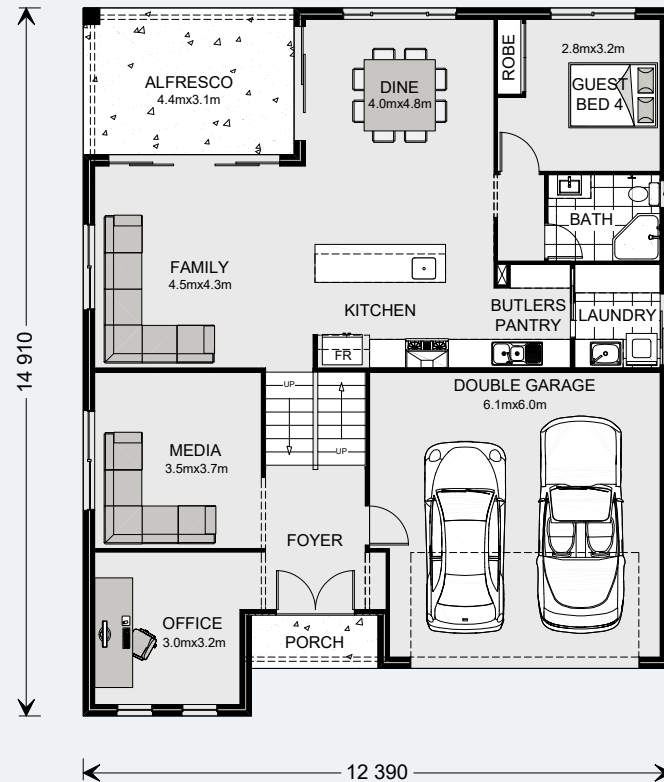 ALFRESCO
4.4mx3.1m
DINE
4.0mx4.8m
ROBE
2.8mx3.2m
GUEST
BED 4
BATH
FAMILY
4.5mx4.3m
KITCHEN
BUTLERS
PANTRY
LAUNDRY
FR
14 910
UP
UP
DOUBLE GARAGE
6.1mx6.0m
MEDIA
3.5mx3.7m
FOYER
OFFICE
3.0mx3.2m
PORCH
12 390